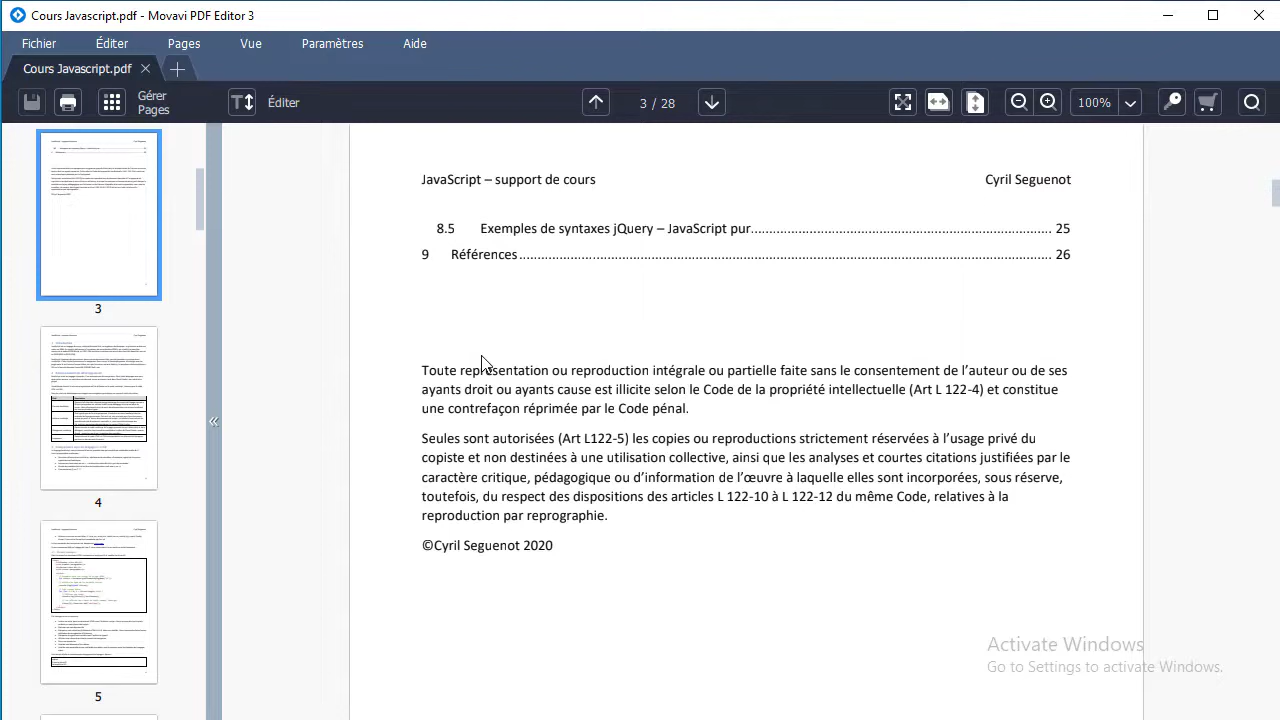 Cours Javascript.pdf - Movavi PDF Editor 3
Fichier Éditer Pages Vue Paramètres Aide
Cours Javascript.pdf
Gérer
Pages
Éditer
3 / 28
100%
JavaScript – support de cours Cyril Seguenot
8.5 Exemples de syntaxes jQuery – JavaScript pur 25
9 Références 26
Toute représentation ou reproduction intégrale ou partielle faite sans le consentement de l'auteur ou de ses
ayants droit ou ayants cause est illicite selon le Code de la propriété intellectuelle (Art L 122-4) et constitue
une contrefaçon réprimée par le Code pénal.
Seules sont autorisées (Art L122-5) les copies ou reproductions strictement réservées à l'usage privé du
copiste et non destinées à une utilisation collective, ainsi que les analyses et courtes citations justifiées par le
caractère critique, pédagogique ou d'information de l'œuvre à laquelle elles sont incorporées, sous réserve,
toutefois, du respect des dispositions des articles L 122-10 à L 122-12 du même Code, relatives à la
reproduction par reprographie.
©Cyril Seguenot 2020
3
4
5
Activate Windows
Go to Settings to activate Windows.